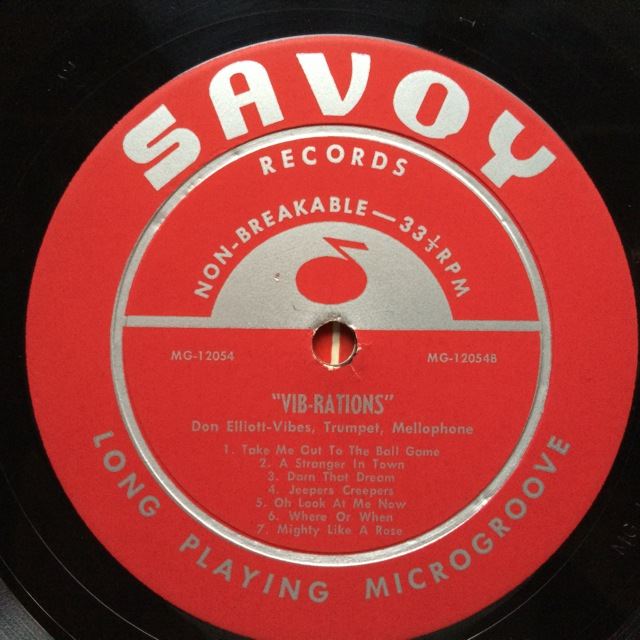 SAVOY
RECORDS
NON-BREAKABLE — 33⅓ RPM
MG-12054
MG-12054B
"VIB-RATIONS"
Don Elliott-Vibes, Trumpet, Mellophone
1. Take Me Out To The Ball Game
2. A Stranger In Town
3. Darn That Dream
4. Jeepers Creepers
5. Oh Look At Me Now
6. Where Or When
7. Mighty Like A Rose
LONG PLAYING MICROGROOVE